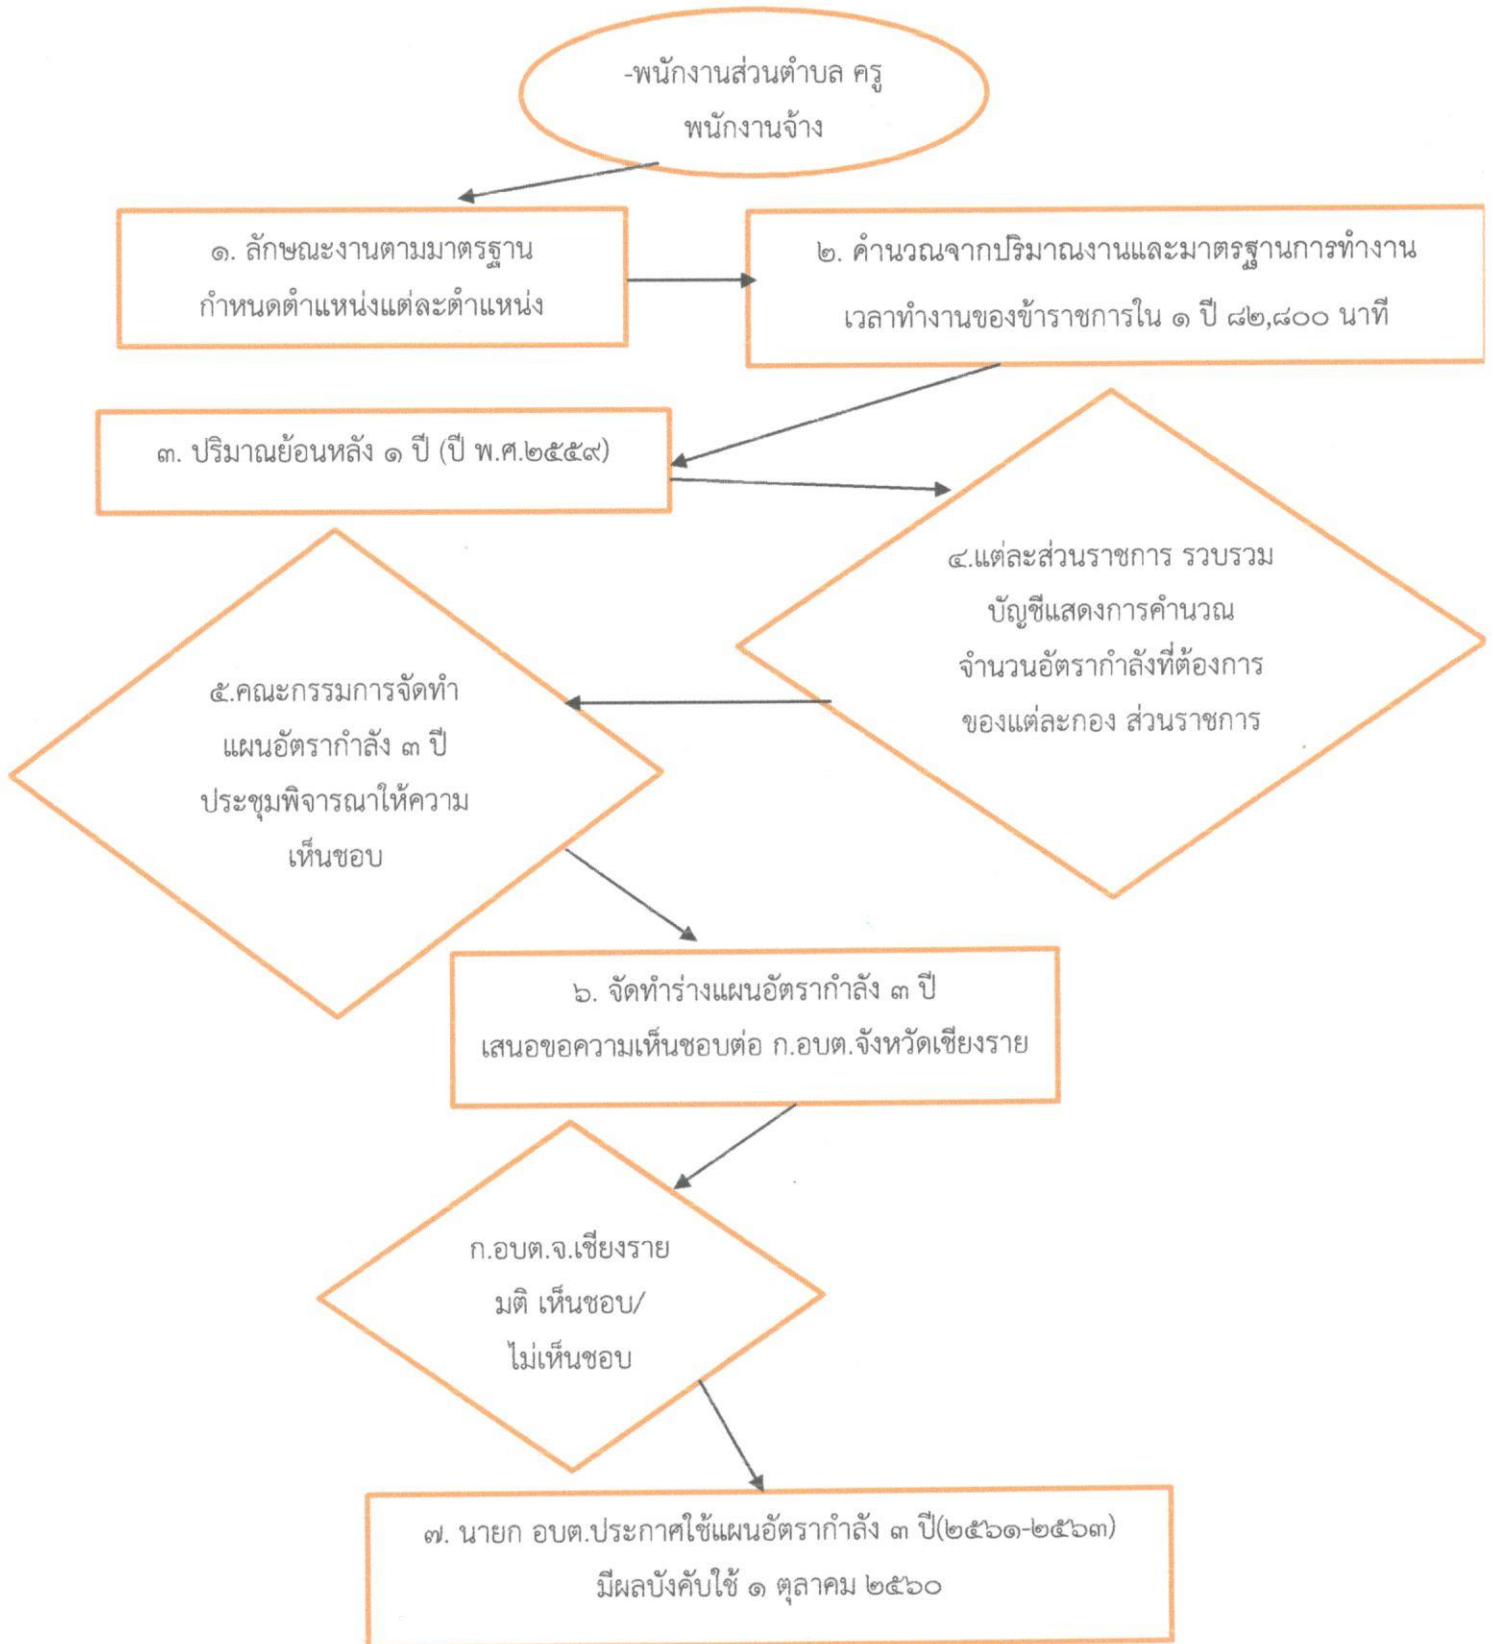 -พนักงานส่วนตำบล ครู
พนักงานจ้าง
๑. ลักษณะงานตามมาตรฐาน
กำหนดตำแหน่งแต่ละตำแหน่ง
๒. คำนวณจากปริมาณงานและมาตรฐานการทำงาน
เวลาทำงานของข้าราชการใน ๑ ปี ๘๒,๘๐๐ นาที
๓. ปริมาณย้อนหลัง ๑ ปี (ปี พ.ศ.๒๕๕๙)
๔.แต่ละส่วนราชการ รวบรวม
บัญชีแสดงการคำนวณ
จำนวนอัตรากำลังที่ต้องการ
ของแต่ละกอง ส่วนราชการ
๕.คณะกรรมการจัดทำ
แผนอัตรากำลัง ๓ ปี
ประชุมพิจารณาให้ความ
เห็นชอบ
๖. จัดทำร่างแผนอัตรากำลัง ๓ ปี
เสนอขอความเห็นชอบต่อ ก.อบต.จังหวัดเชียงราย
ก.อบต.จ.เชียงราย
มติ เห็นชอบ/
ไม่เห็นชอบ
๗. นายก อบต.ประกาศใช้แผนอัตรากำลัง ๓ ปี(๒๕๖๑-๒๕๖๓)
มีผลบังคับใช้ ๑ ตุลาคม ๒๕๖๐